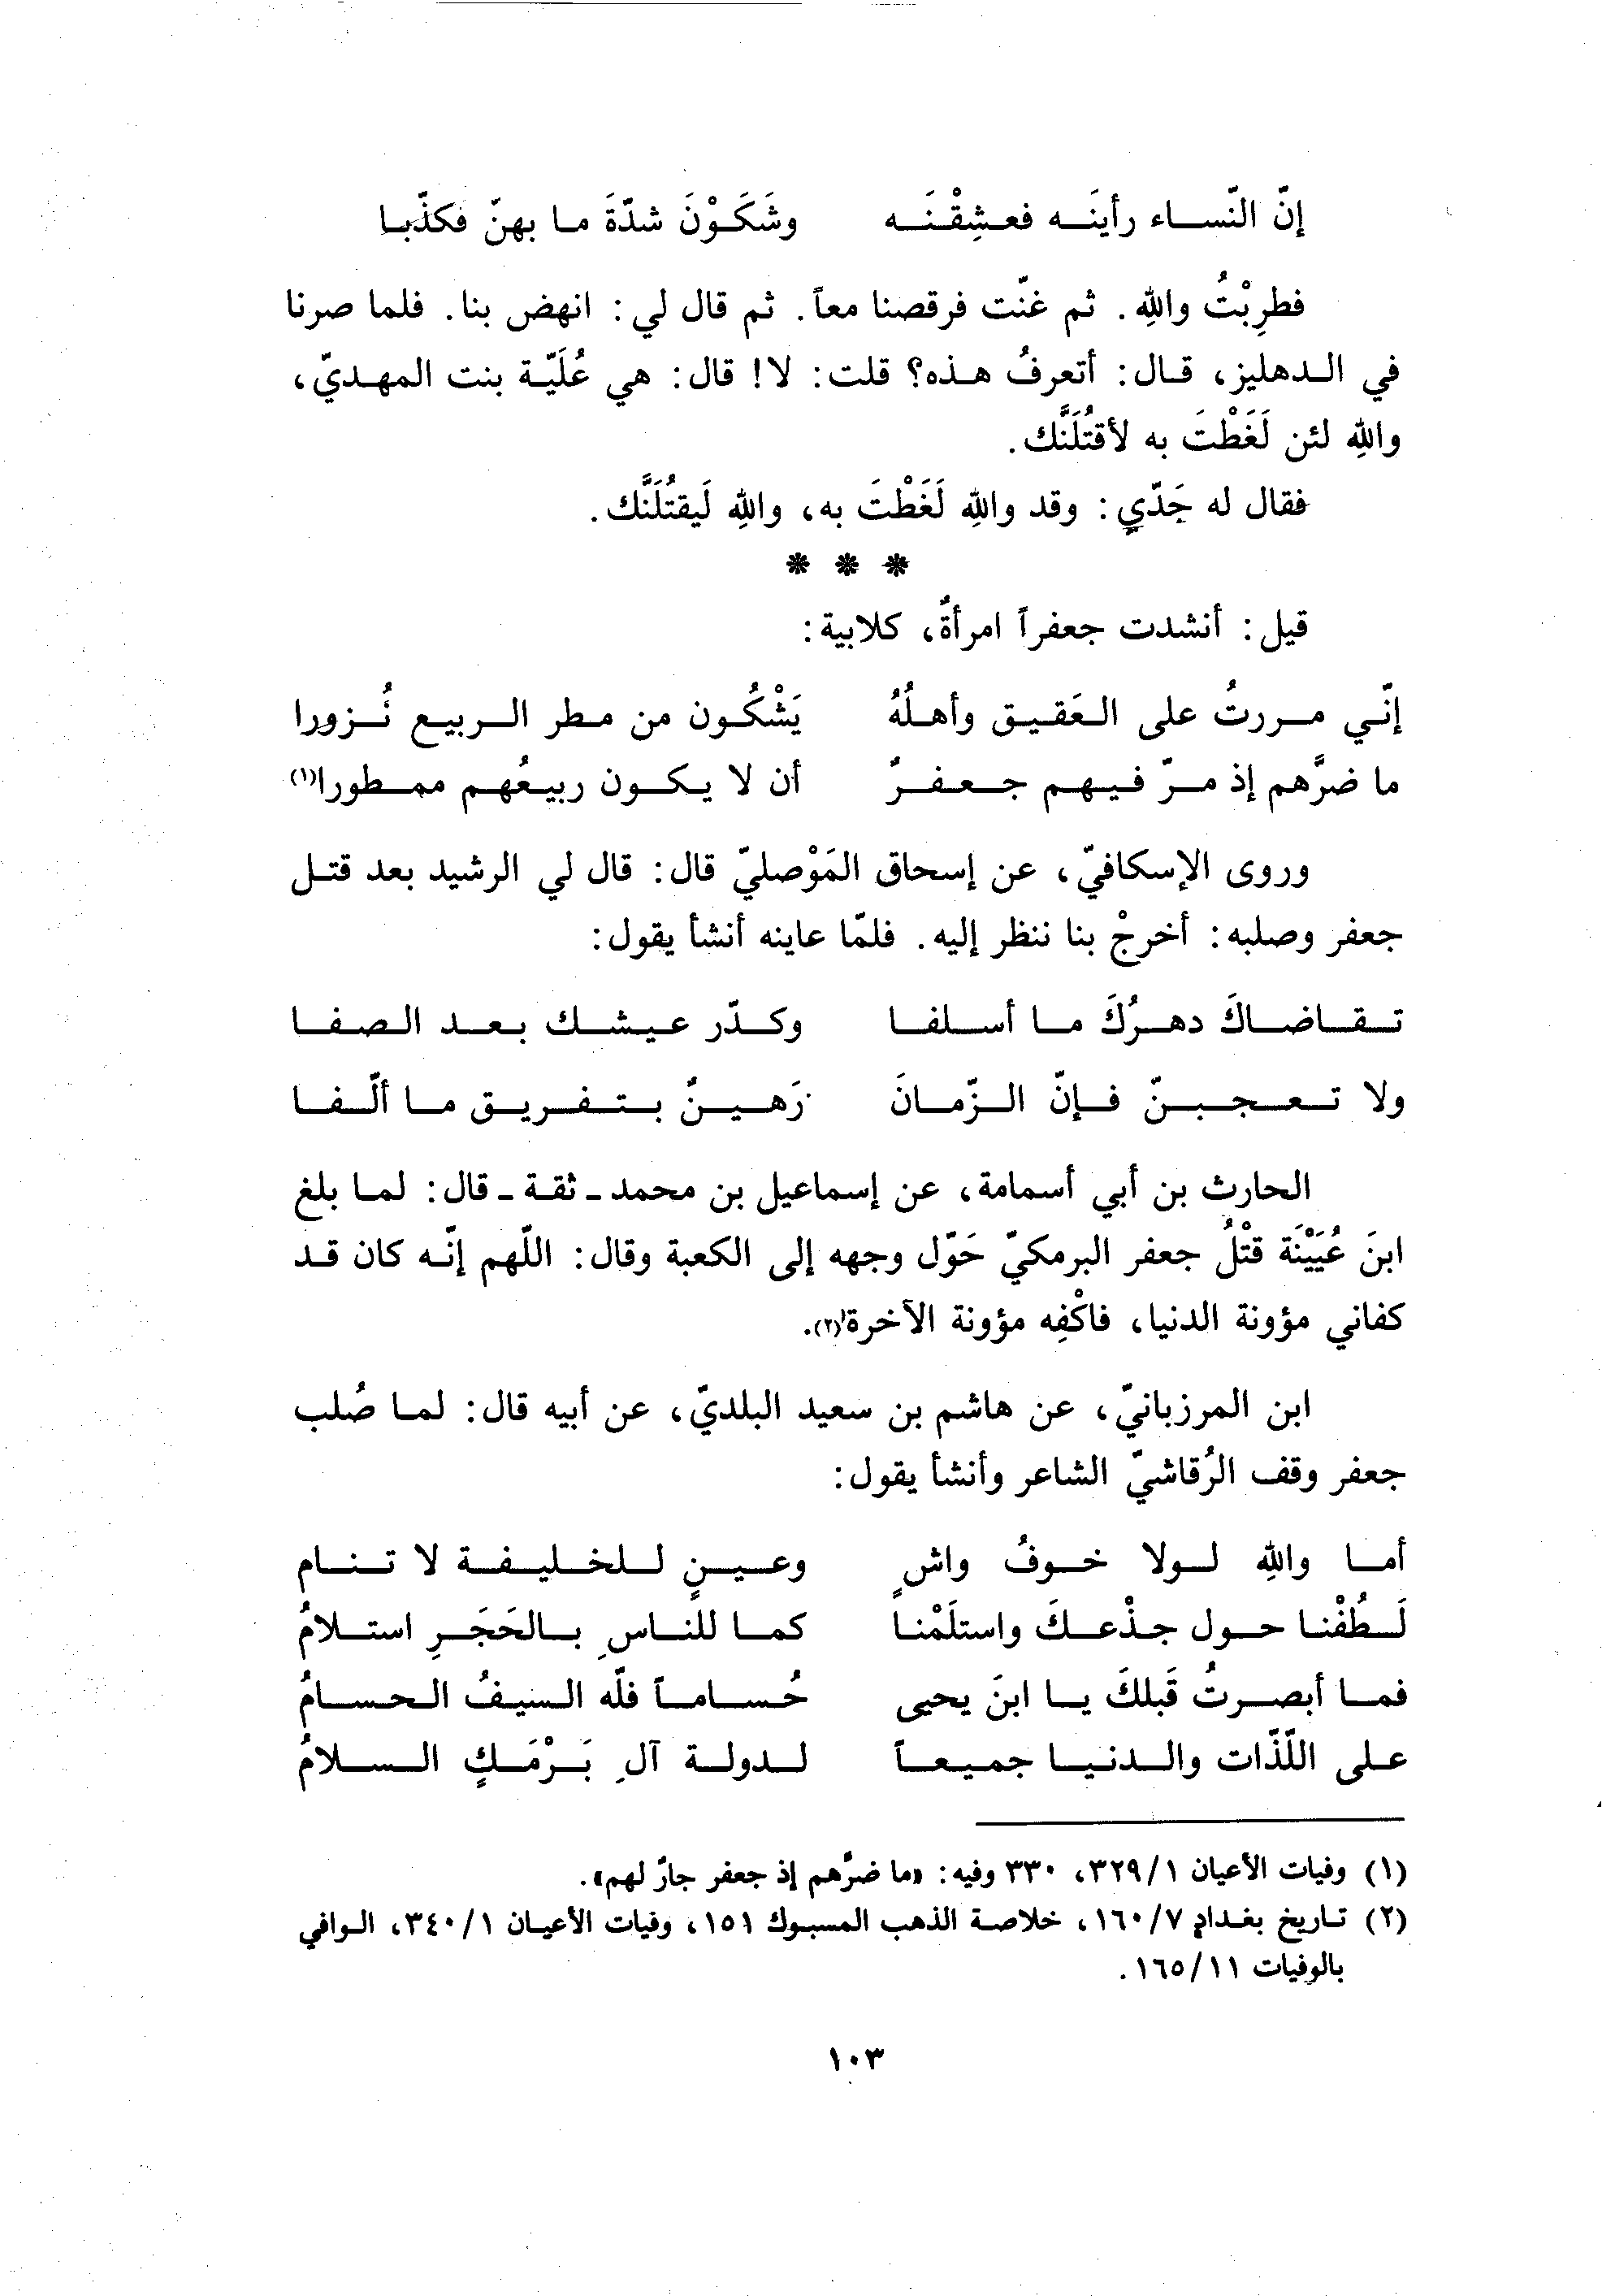 إنّ النّساء رأينَه فعشِقْنَه وشَكَوْنَ شدّةَ ما بهنّ فكذّبا
فطرِبْتُ واللهِ. ثم غنّت فرقصنا معاً. ثم قال لي: انهض بنا. فلما صرنا
في الدهليز، قال: أتعرفُ هذه؟ قلت: لا! قال: هي عُلَيّة بنت المهديّ،
واللهِ لئن لَغَطْتَ به لأقتُلَنَّك.
فقال له جَدّي: وقد واللهِ لَغَطْتَ به، واللهِ لَيقتُلَنَّك.
* * *
قيل: أنشدت جعفراً امرأةٌ، كلابية:
إنّي مررتُ على العَقيق وأهلُهُ يَشْكُون من مطر الربيع نُزورا
ما ضرَّهم إذ مرّ فيهم جعفرٌ أن لا يكون ربيعُهم ممطورا(١)
وروى الإسكافيّ، عن إسحاق المَوْصليّ قال: قال لي الرشيد بعد قتل
جعفر وصلبه: أخرجْ بنا ننظر إليه. فلمّا عاينه أنشأ يقول:
تقاضاكَ دهرُكَ ما أسلفا وكدّر عيشك بعد الصفا
ولا تعجبنّ فإنّ الزّمانَ رَهينٌ بتفريق ما ألّفا
الحارث بن أبي أسمامة، عن إسماعيل بن محمد ـ ثقة ـ قال: لما بلغ
ابنَ عُيَيْنَة قتْلُ جعفر البرمكيّ حَوّل وجهه إلى الكعبة وقال: اللّهم إنّه كان قد
كفاني مؤونة الدنيا، فاكْفِه مؤونة الآخرة(٢).
ابن المرزبانيّ، عن هاشم بن سعيد البلديّ، عن أبيه قال: لما صُلب
جعفر وقف الرُقاشيّ الشاعر وأنشأ يقول:
أما واللهِ لولا خوفُ واشٍ وعينٍ للخليفة لا تنام
لَطُفْنا حول جذْعكَ واستلَمْنا كما للناسِ بالحَجَرِ استلامُ
فما أبصرتُ قَبلكَ يا ابنَ يحيى حُساماً فلّه السيفُ الحسامُ
على اللّذّات والدنيا جميعاً لدولة آلِ بَرْمَكٍ السلامُ
(١) وفيات الأعيان ٣٢٩/١، ٣٣٠ وفيه: «ما ضرَّهم إذ جعفر جارٌ لهم».
(٢) تاريخ بغداد ١٦٠/٧، خلاصة الذهب المسبوك ١٥١، وفيات الأعيان ٣٤٠/١، الوافي
بالوفيات ١٦٥/١١.
١٠٣